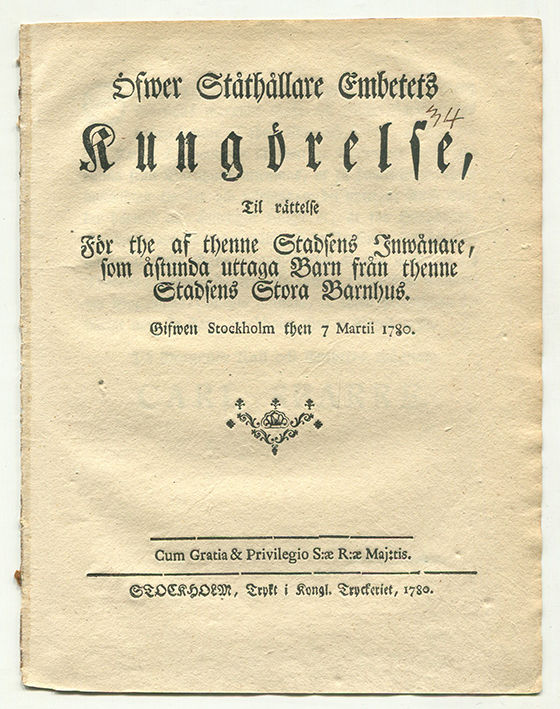 Öfwer Ståthållare Embetets
Kungörelse,
34
Til rättelse
För the af thenne Stadsens Inwånare,
som åstunda uttaga Barn från thenne
Stadsens Stora Barnhus.
Gifwen Stockholm then 7 Martii 1780.
Cum Gratia & Privilegio S:æ R:æ Maj:tis.
STOCKHOLM, Tryckt i Kongl. Tryckeriet, 1780.